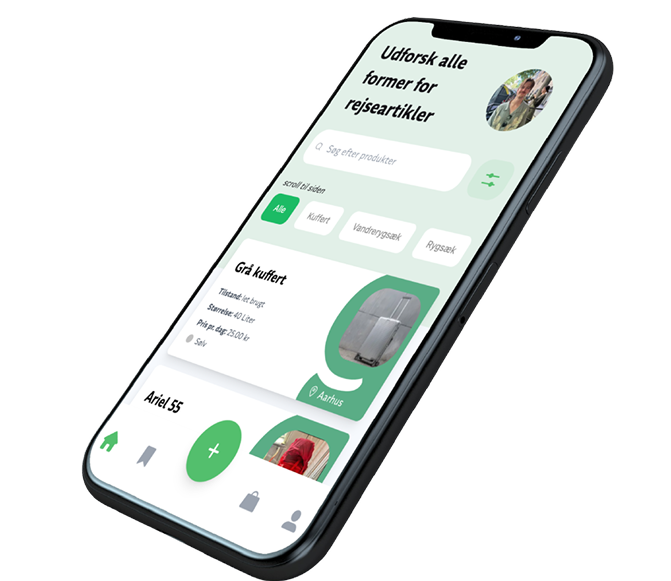 Udforsk alle
former for
rejseartikler
Søg efter produkter
scroll til siden
Alle
Kuffert
Vandrerygsæk
Rygsæk
Grå kuffert
Tilstand: let brugt
Størrelse: 40 Liter
Pris pr. dag: 25.00 kr
Sølv
Aarhus
Ariel 55